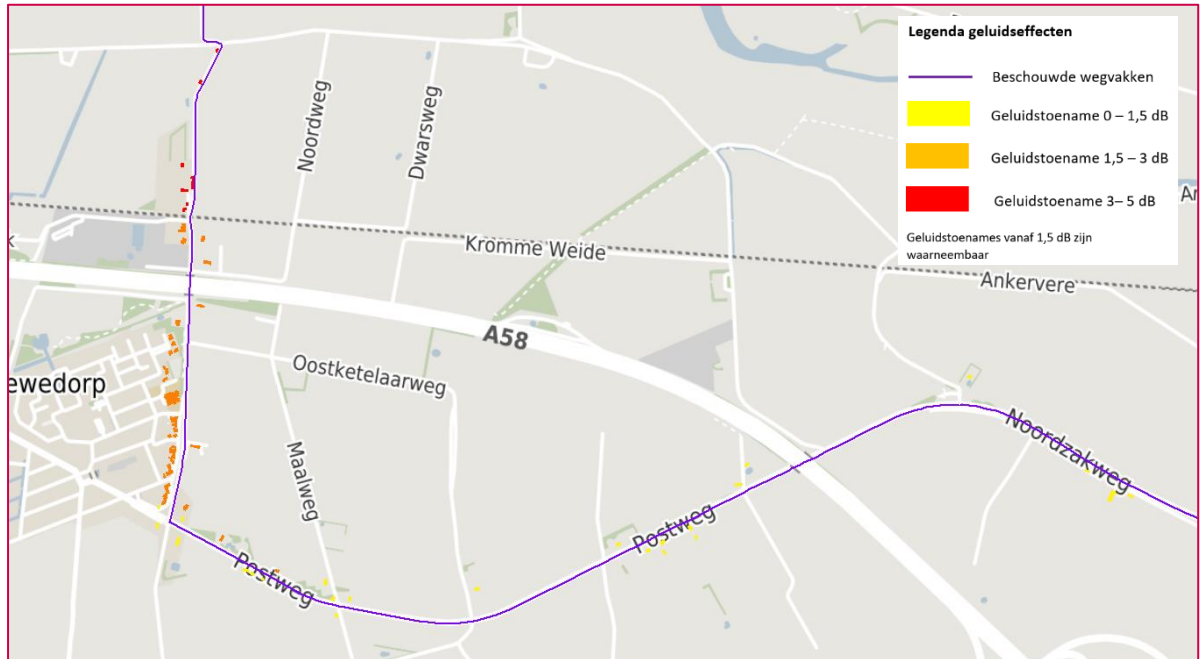 Legenda geluidseffecten
Beschouwde wegvakken
Geluidstoename 0 – 1,5 dB
Geluidstoename 1,5 – 3 dB
Geluidstoename 3– 5 dB
Geluidstoenames vanaf 1,5 dB zijn
waarneembaar
Noordweg
Dwarsweg
Kromme Weide
Ankervere
A58
Oostketelaarweg
ewedorp
Maalweg
Noordzakweg
Postweg
Postweg